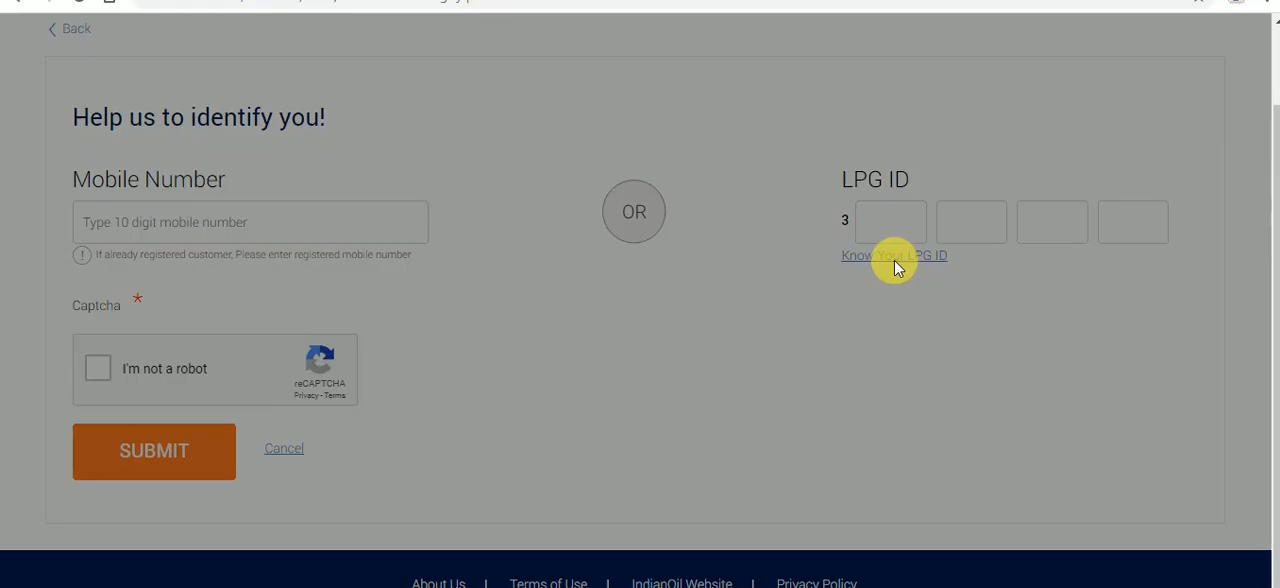 Back
Help us to identify you!
Mobile Number
Type 10 digit mobile number
! If already registered customer, Please enter registered mobile number
OR
LPG ID
3
Know Your LPG ID
Captcha *
I'm not a robot
reCAPTCHA
Privacy - Terms
SUBMIT
Cancel
About Us | Terms of Use | IndianOil Website | Privacy Policy